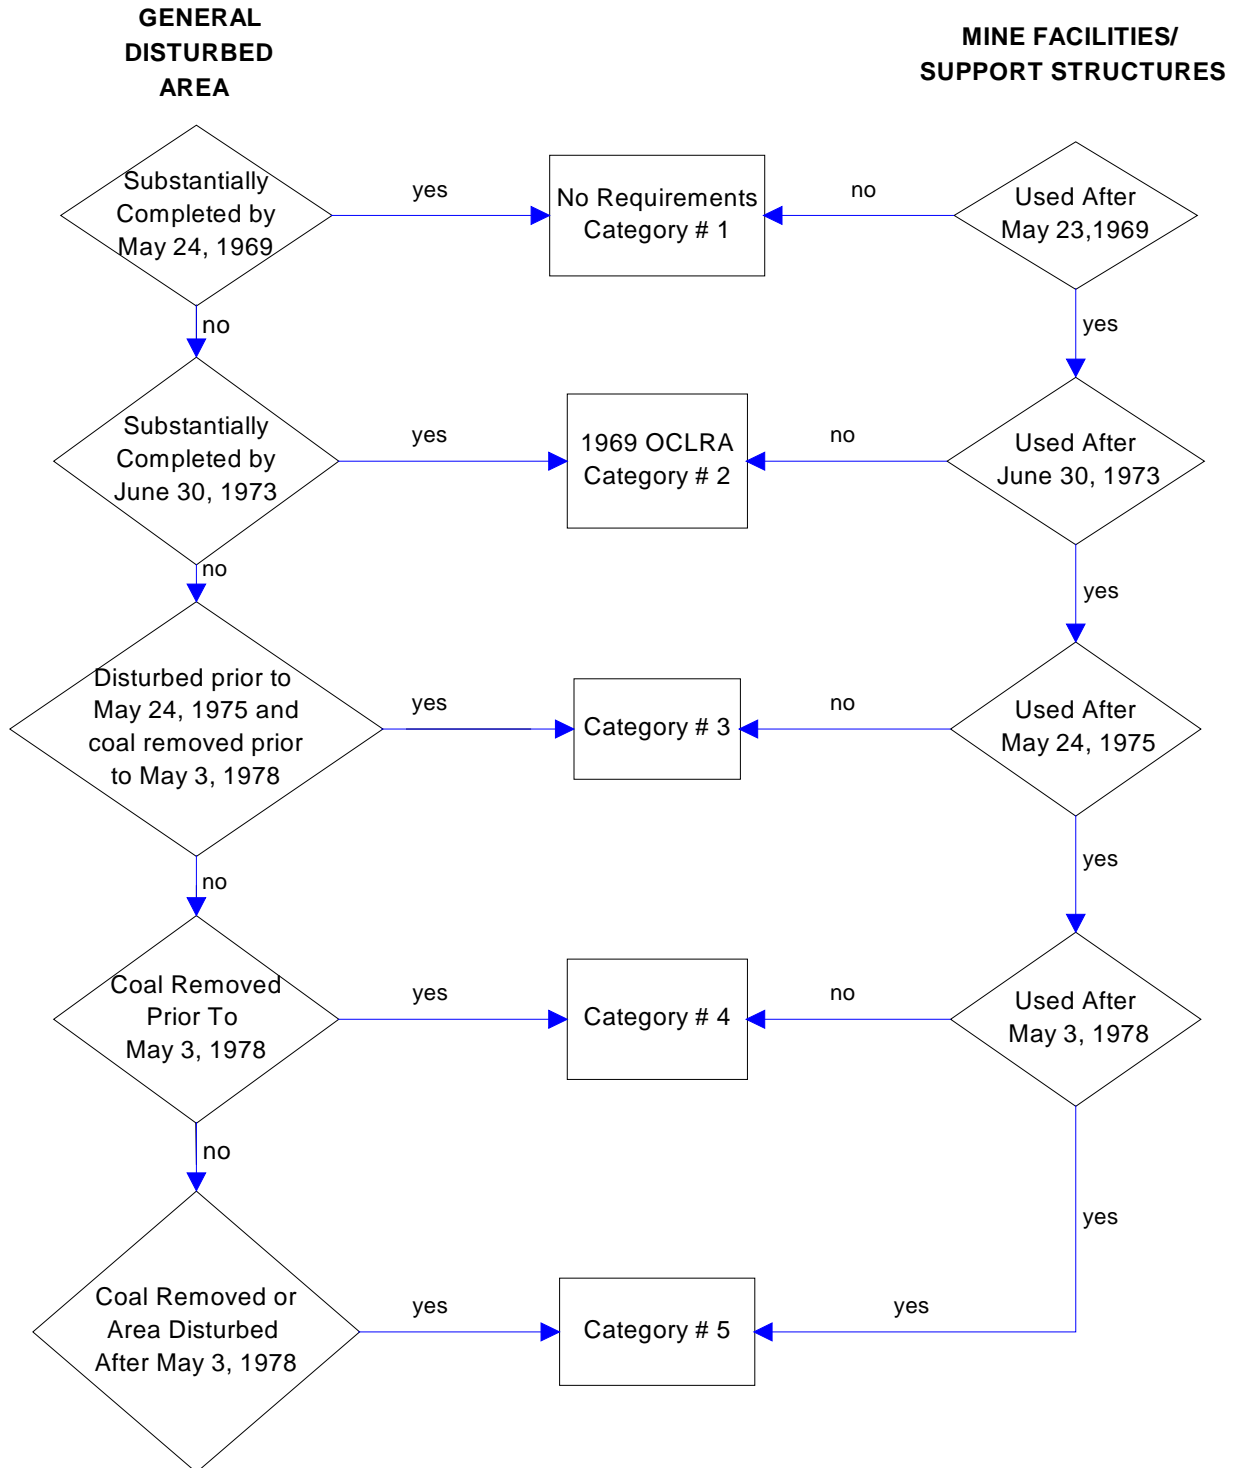 GENERAL
DISTURBED
AREA
MINE FACILITIES/
SUPPORT STRUCTURES
Substantially
Completed by
May 24, 1969
yes
No Requirements
Category # 1
no
Used After
May 23,1969
no
yes
Substantially
Completed by
June 30, 1973
yes
1969 OCLRA
Category # 2
no
Used After
June 30, 1973
no
yes
Disturbed prior to
May 24, 1975 and
coal removed prior
to May 3, 1978
yes
Category # 3
no
Used After
May 24, 1975
no
yes
Coal Removed
Prior To
May 3, 1978
yes
Category # 4
no
Used After
May 3, 1978
no
yes
Coal Removed or
Area Disturbed
After May 3, 1978
yes
Category # 5
yes